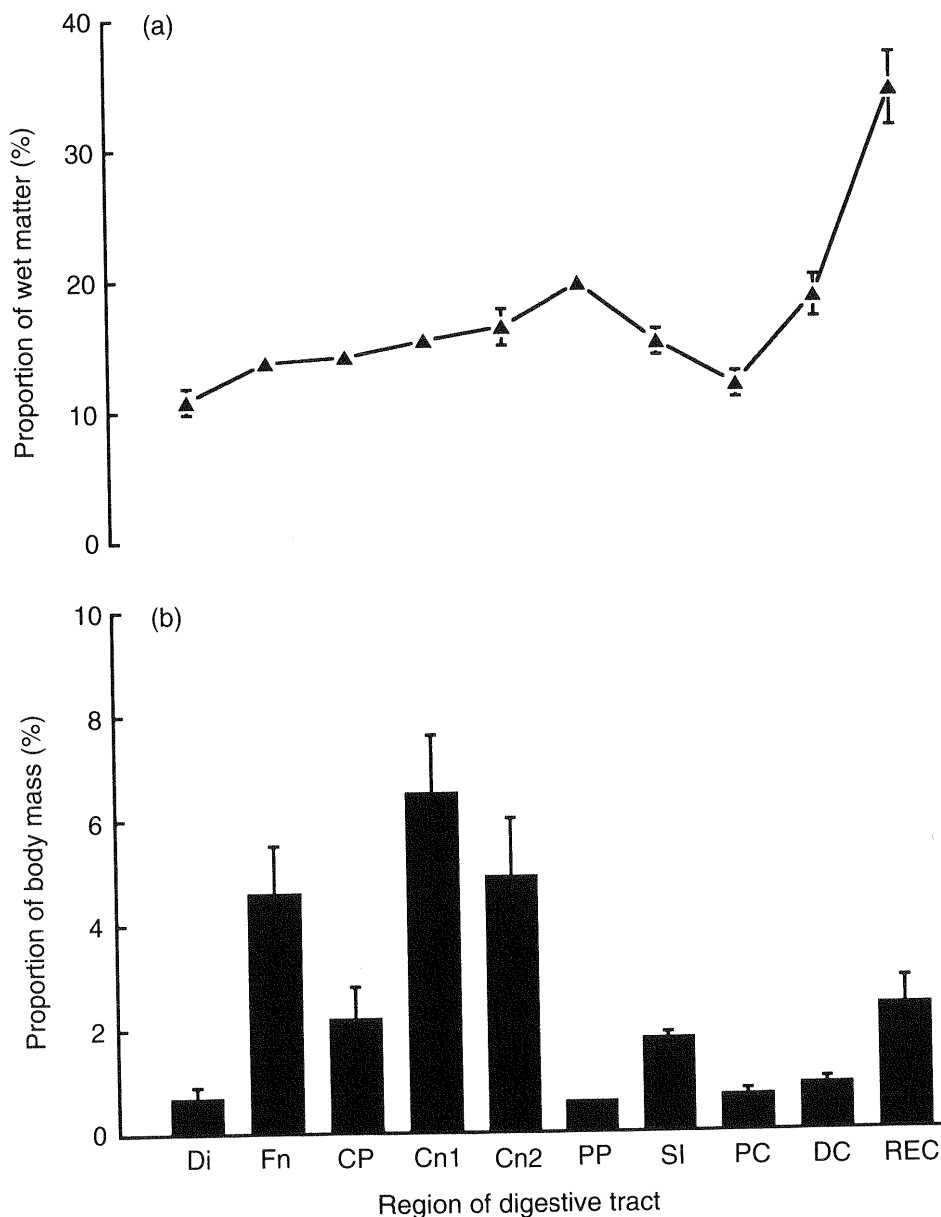 (a)
Proportion of wet matter (%)
40
30
20
10
0
(b)
Proportion of body mass (%)
10
8
6
4
2
0
Di Fn CP Cn1 Cn2 PP SI PC DC REC
Region of digestive tract